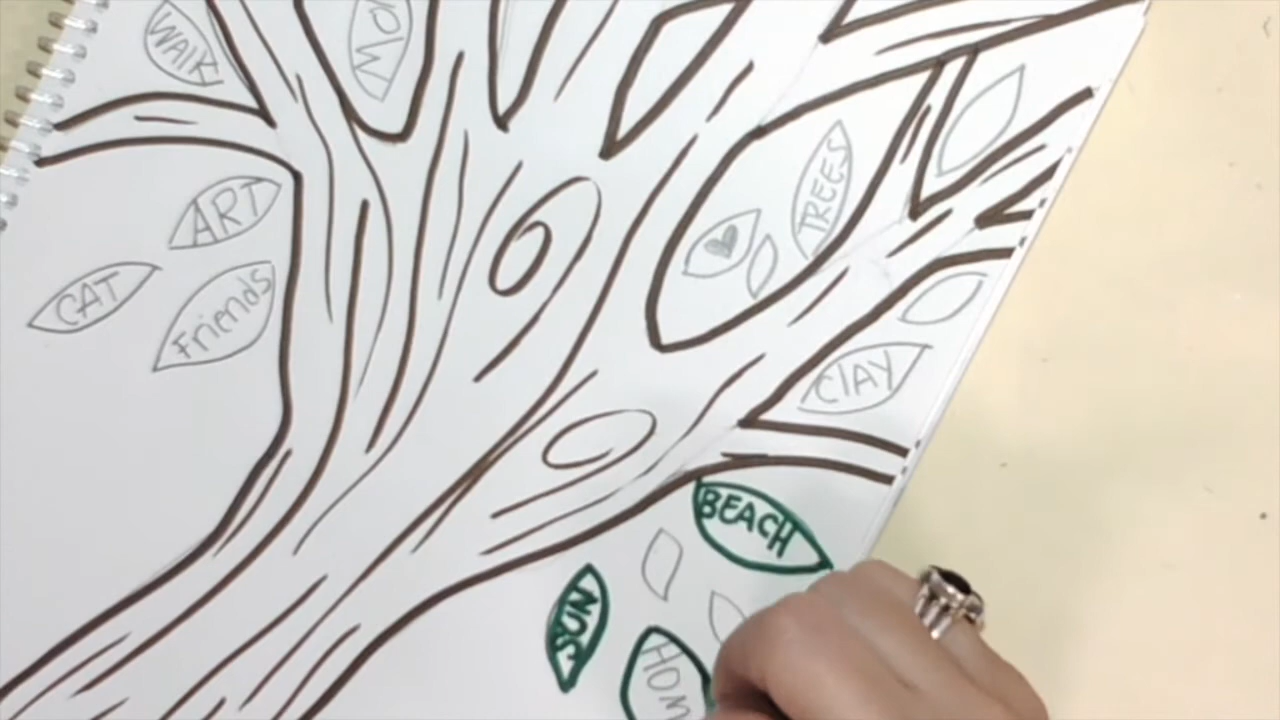 WALK
ART
CAT
Friends
TREES
CLAY
BEACH
SUN